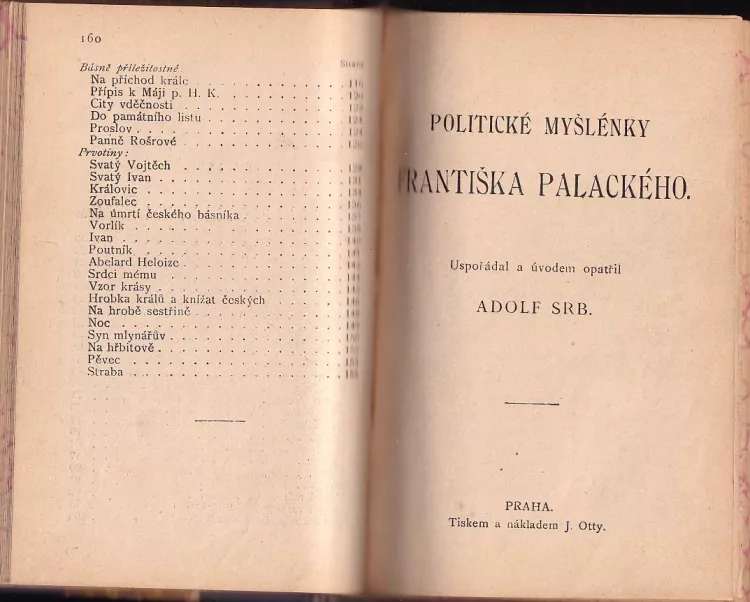 160
Básně příležitostné
Na příchod krále
Přípis k Máji p. H. K.
City vděčnosti
Do památního listu
Proslov
Panně Rošrové
Prvotiny:
Svatý Vojtěch
Svatý Ivan
Královic
Zoufalec
Na úmrtí českého básníka
Vorlík
Ivan
Poutník
Abelard Heloize
Srdci mému
Vzor krásy
Hrobka králů a knížat českých
Na hrobě sestřině
Noc
Syn mlynářův
Na hřbitově
Pěvec
Straba
POLITICKÉ MYŠLÉNKY
FRANTIŠKA PALACKÉHO.
Uspořádal a úvodem opatřil
ADOLF SRB.
PRAHA.
Tiskem a nákladem J. Otty.